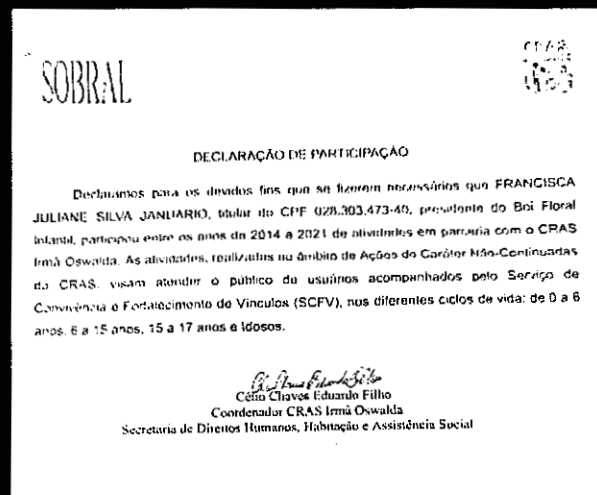 SOBRAL
CRAS
DECLARAÇÃO DE PARTICIPAÇÃO
Declaramos para os devidos fins que se fizerem necessários que FRANCISCA
JULIANE SILVA JANUARIO, titular do CPF 028.303.473-40, presidente do Boi Floral
Infantil, participou entre os anos de 2014 a 2021 de atividades em parceria com o CRAS
Irmã Oswalda. As atividades, realizadas no âmbito de Ações do Caráter Não-Continuadas
do CRAS, visam atender o público de usuários acompanhados pelo Serviço de
Convivência e Fortalecimento de Vínculos (SCFV), nos diferentes ciclos de vida: de 0 a 6
anos, 6 a 15 anos, 15 a 17 anos e Idosos.
Célio Chaves Eduardo Filho
Coordenador CRAS Irmã Oswalda
Secretaria de Direitos Humanos, Habitação e Assistência Social